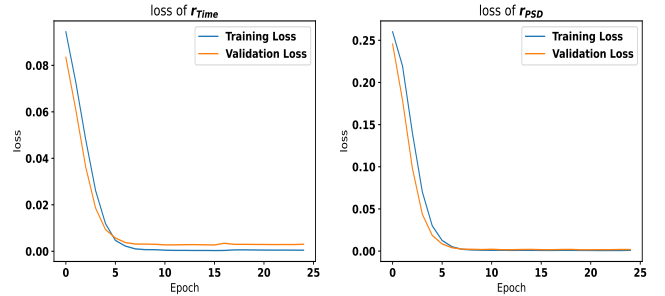 loss of r_Time
Training Loss
Validation Loss
loss
0.08
0.06
0.04
0.02
0.00
0 5 10 15 20 25
Epoch
loss of r_PSD
Training Loss
Validation Loss
loss
0.25
0.20
0.15
0.10
0.05
0.00
0 5 10 15 20 25
Epoch